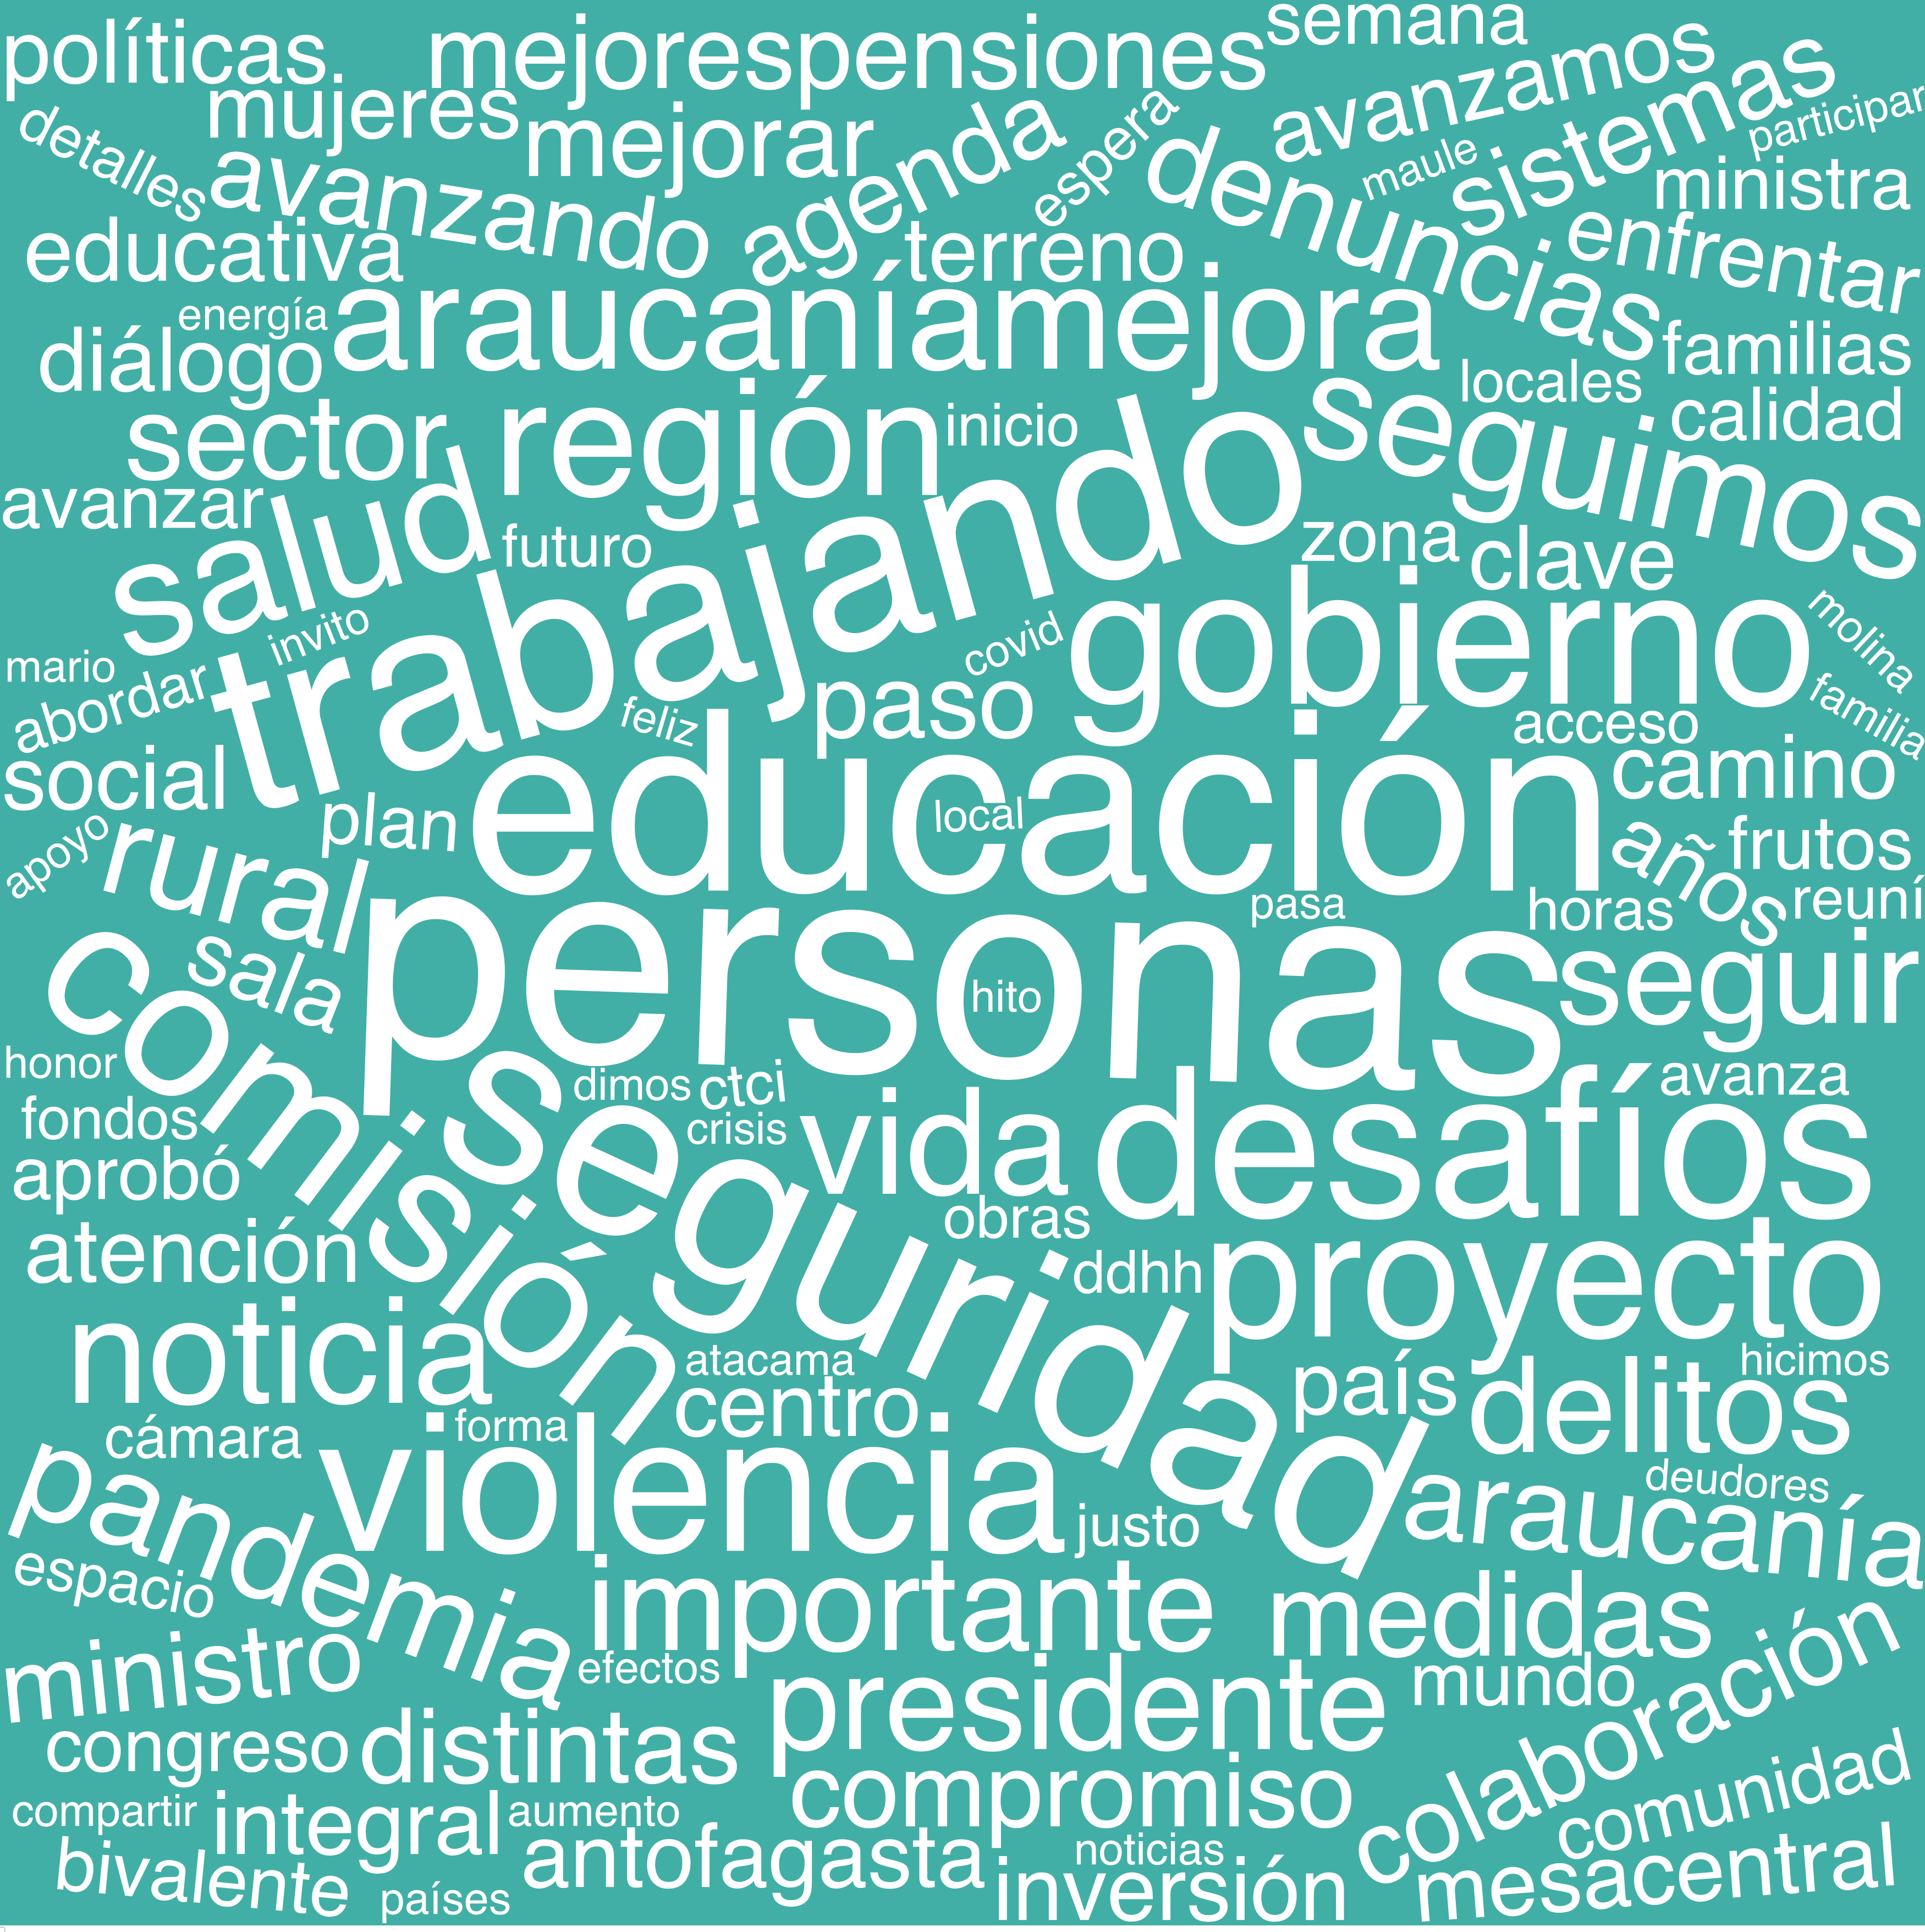 políticas
mejorespensiones
semana
avanzamos
mujeres
mejorar
agenda
espera
denuncias
maule
sistemas
participar
detalles
avanzando
ministra
educativa
terreno
enfrentar
energía
araucaníamejora
diálogo
familias
locales
calidad
sector
región
inicio
seguimos
avanzar
salud
futuro
trabajando
zona
clave
invito
covid
gobierno
molina
mario
abordar
feliz
paso
acceso
familia
social
plan
educación
local
camino
apoyo
rural
años
frutos
pasa
horas
reuní
comisión
sala
personas
hito
seguir
honor
dimos
ctci
avanza
fondos
seguridad
crisis
vida
desafíos
aprobó
obras
atención
ddhh
proyecto
noticia
atacama
país
hicimos
centro
delitos
cámara
forma
violencia
pandemia
justo
deudores
araucanía
espacio
importante
medidas
ministro
efectos
presidente
mundo
colaboración
congreso
distintas
compromiso
comunidad
compartir
integral
aumento
antofagasta
noticias
bivalente
países
inversión
mesacentral